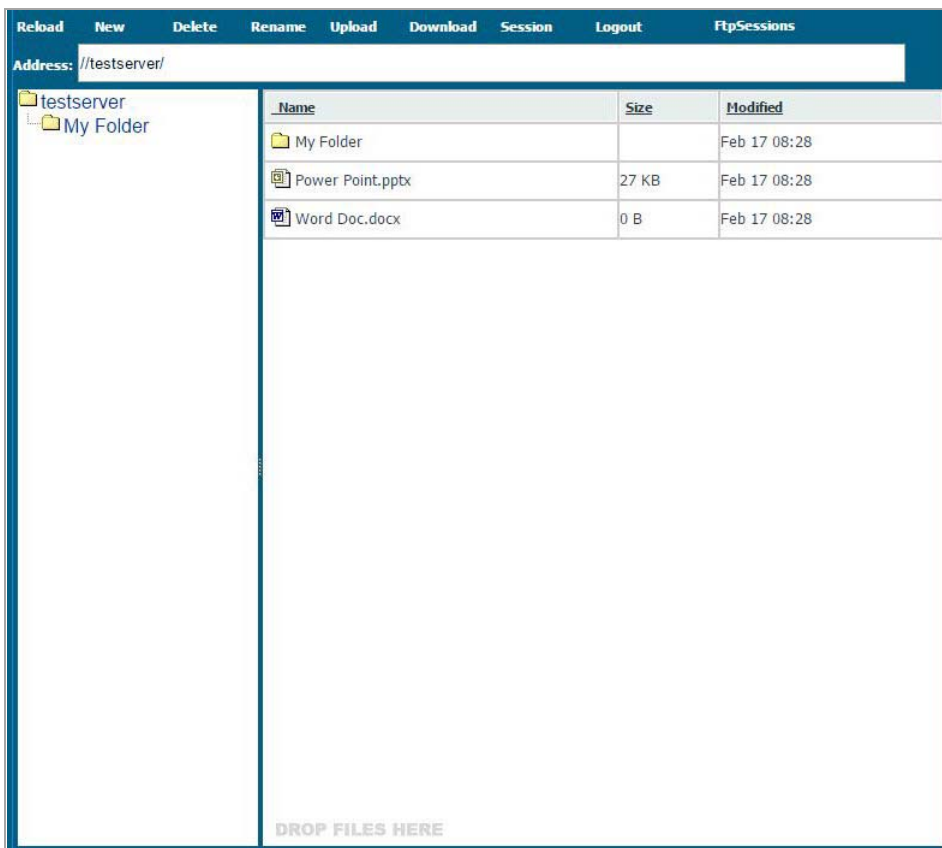 Reload New Delete Rename Upload Download Session Logout FtpSessions
Address: //testserver/
testserver
My Folder
Name Size Modified
My Folder Feb 17 08:28
Power Point.pptx 27 KB Feb 17 08:28
Word Doc.docx 0 B Feb 17 08:28
DROP FILES HERE